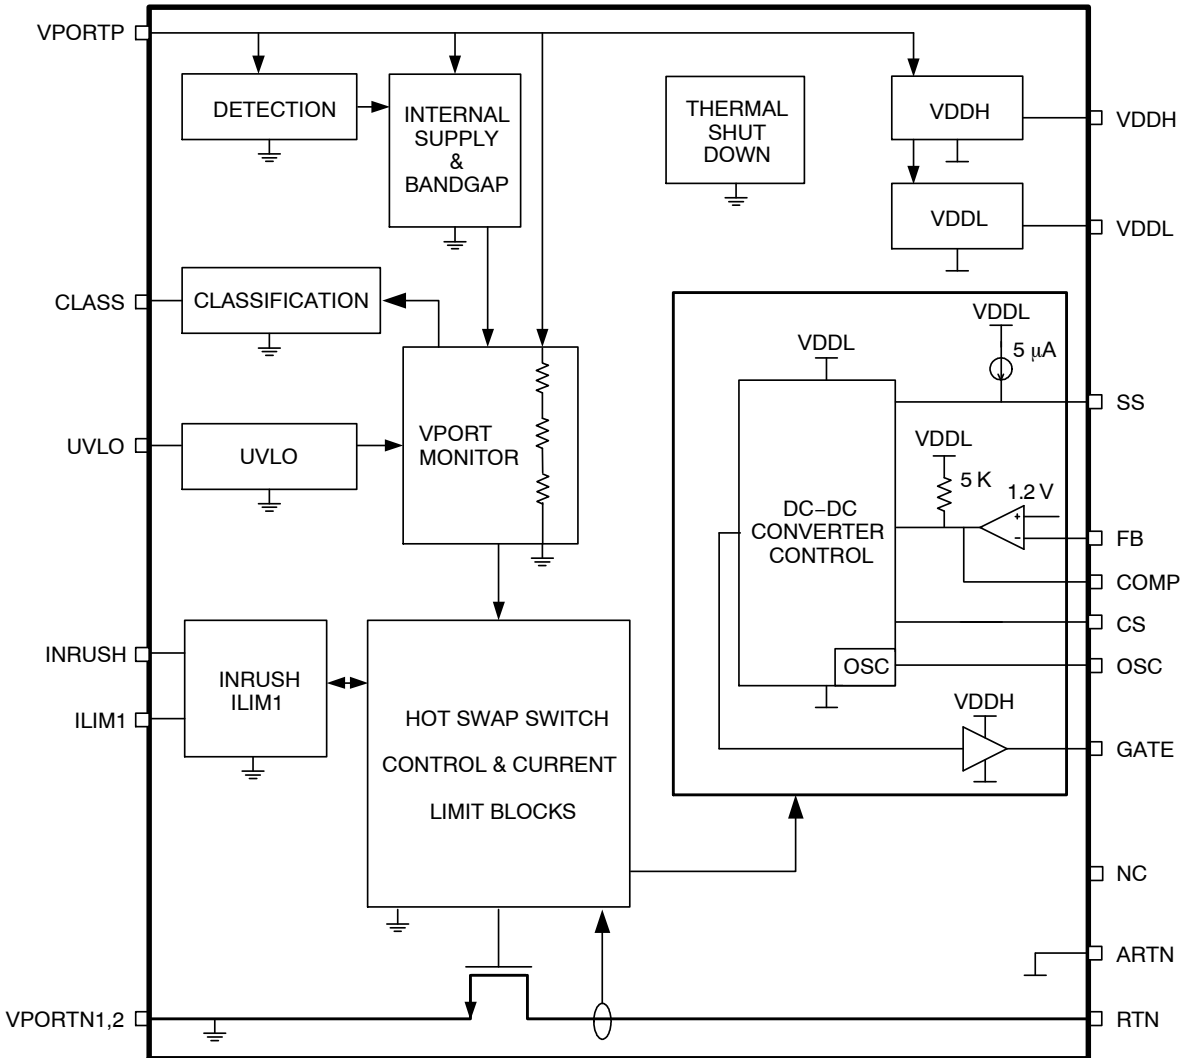 VPORTP
DETECTION
INTERNAL
SUPPLY
&
BANDGAP
THERMAL
SHUT
DOWN
VDDH
VDDH
VDDL
VDDL
CLASS
CLASSIFICATION
UVLO
UVLO
VPORT
MONITOR
VDDL
5 μA
VDDL
SS
VDDL
5 K
1.2 V
+
−
DC−DC
CONVERTER
CONTROL
FB
COMP
CS
OSC
OSC
VDDH
GATE
INRUSH
ILIM1
INRUSH
ILIM1
HOT SWAP SWITCH
CONTROL & CURRENT
LIMIT BLOCKS
NC
ARTN
VPORTN1,2
RTN